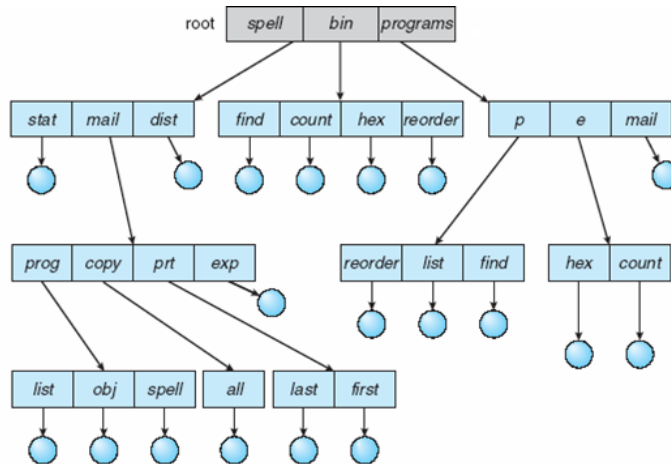 root spell bin programs
stat mail dist find count hex reorder p e mail
prog copy prt exp reorder list find hex count
list obj spell all last first